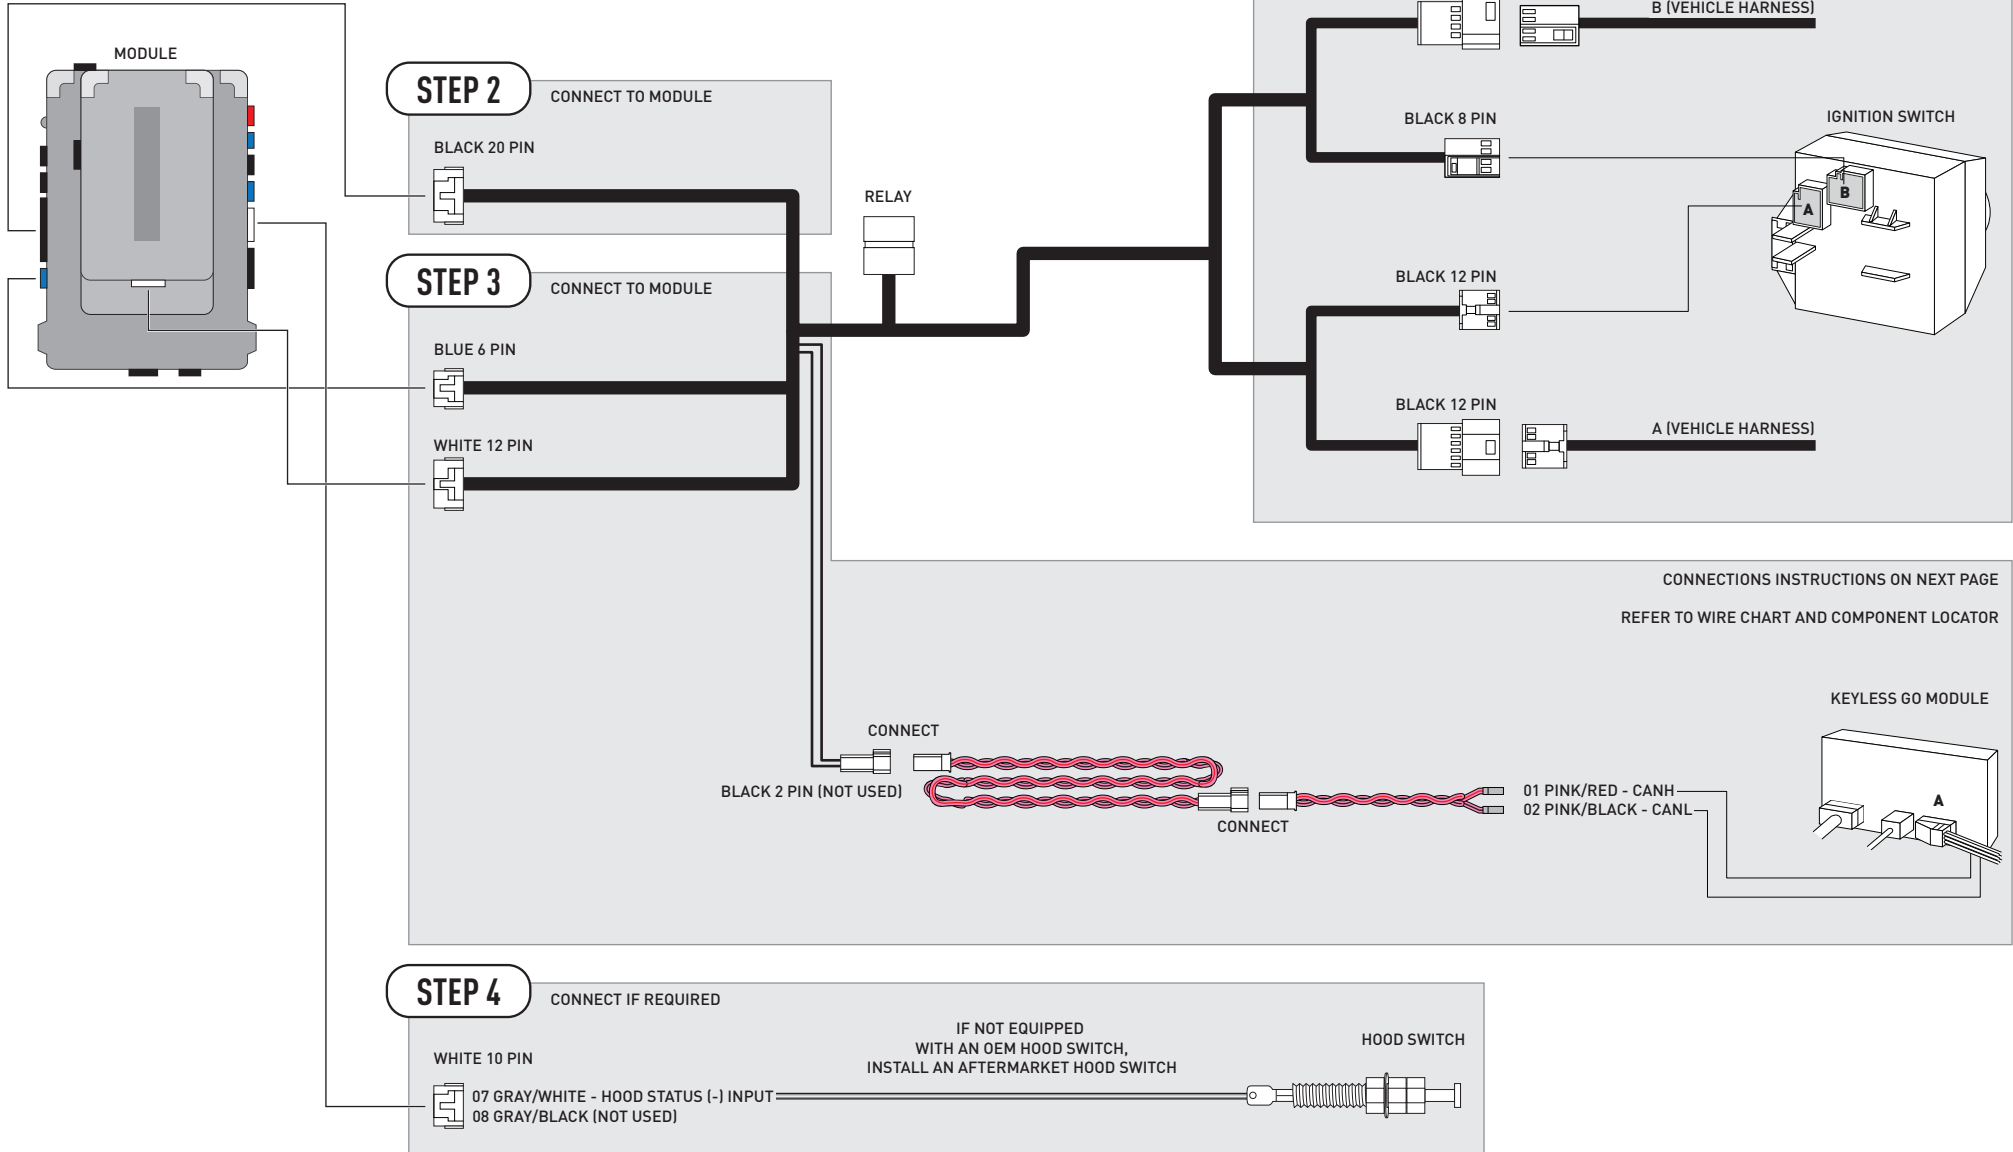 B (VEHICLE HARNESS)
MODULE
STEP 2
CONNECT TO MODULE
BLACK 20 PIN
RELAY
BLACK 8 PIN
IGNITION SWITCH
B
A
STEP 3
CONNECT TO MODULE
BLACK 12 PIN
BLUE 6 PIN
BLACK 12 PIN
A (VEHICLE HARNESS)
WHITE 12 PIN
CONNECTIONS INSTRUCTIONS ON NEXT PAGE
REFER TO WIRE CHART AND COMPONENT LOCATOR
KEYLESS GO MODULE
CONNECT
BLACK 2 PIN (NOT USED)
01 PINK/RED - CANH
02 PINK/BLACK - CANL
A
CONNECT
STEP 4
CONNECT IF REQUIRED
IF NOT EQUIPPED
WITH AN OEM HOOD SWITCH,
INSTALL AN AFTERMARKET HOOD SWITCH
HOOD SWITCH
WHITE 10 PIN
07 GRAY/WHITE - HOOD STATUS (-) INPUT
08 GRAY/BLACK (NOT USED)